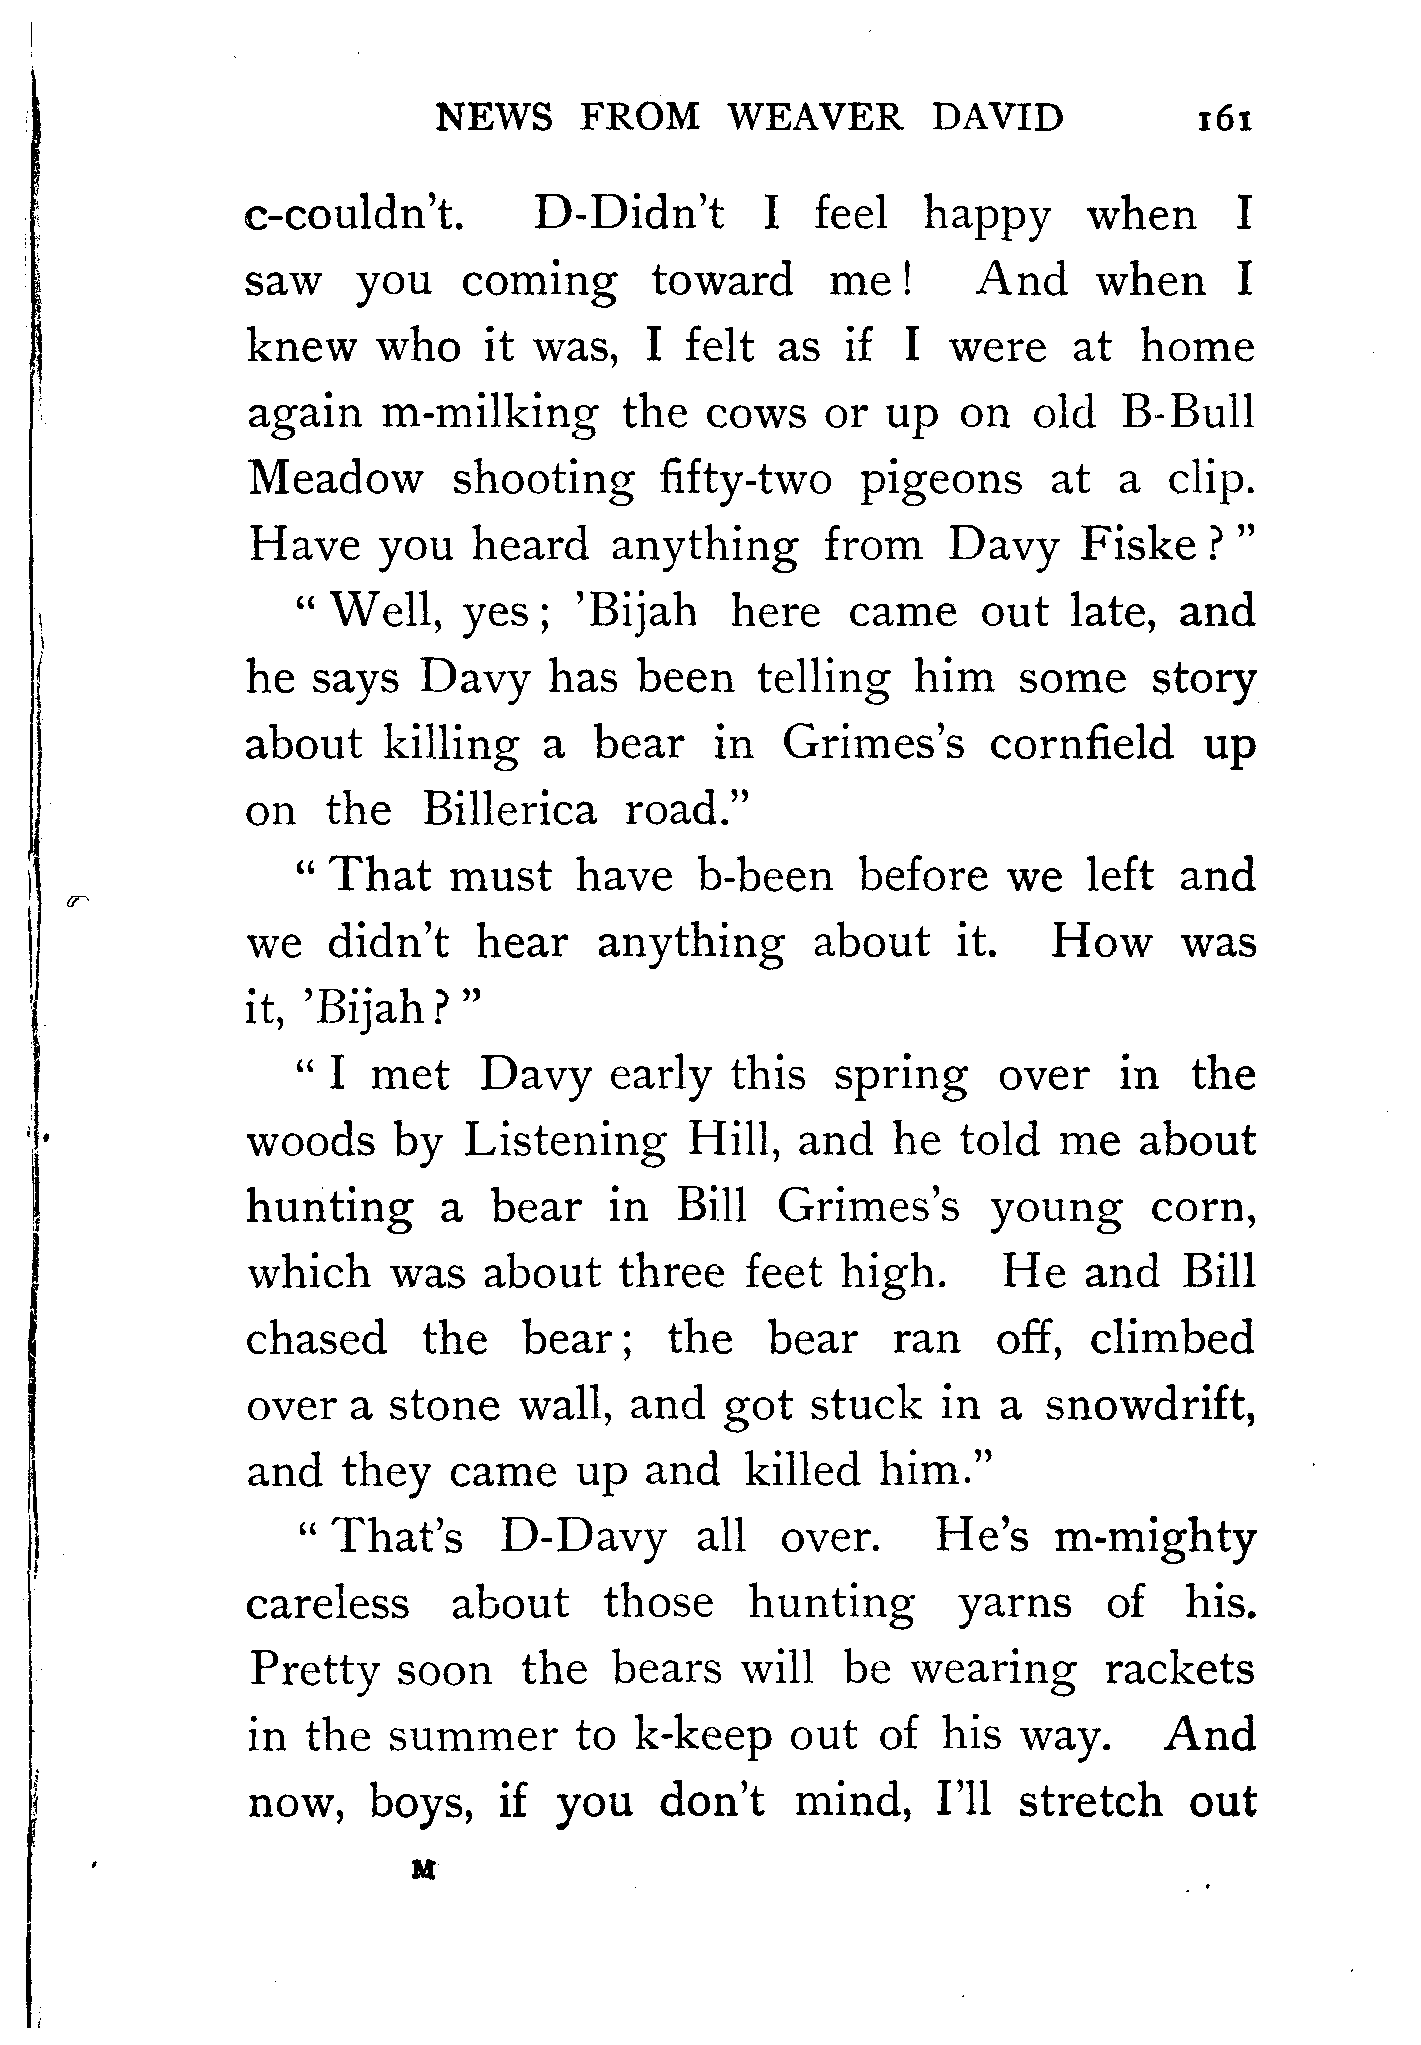 NEWS FROM WEAVER DAVID 161
c-couldn't. D-Didn't I feel happy when I
saw you coming toward me! And when I
knew who it was, I felt as if I were at home
again m-milking the cows or up on old B-Bull
Meadow shooting fifty-two pigeons at a clip.
Have you heard anything from Davy Fiske?"
"Well, yes; 'Bijah here came out late, and
he says Davy has been telling him some story
about killing a bear in Grimes's cornfield up
on the Billerica road."
"That must have b-been before we left and
we didn't hear anything about it. How was
it, 'Bijah?"
"I met Davy early this spring over in the
woods by Listening Hill, and he told me about
hunting a bear in Bill Grimes's young corn,
which was about three feet high. He and Bill
chased the bear; the bear ran off, climbed
over a stone wall, and got stuck in a snowdrift,
and they came up and killed him."
"That's D-Davy all over. He's m-mighty
careless about those hunting yarns of his.
Pretty soon the bears will be wearing rackets
in the summer to k-keep out of his way. And
now, boys, if you don't mind, I'll stretch out
M